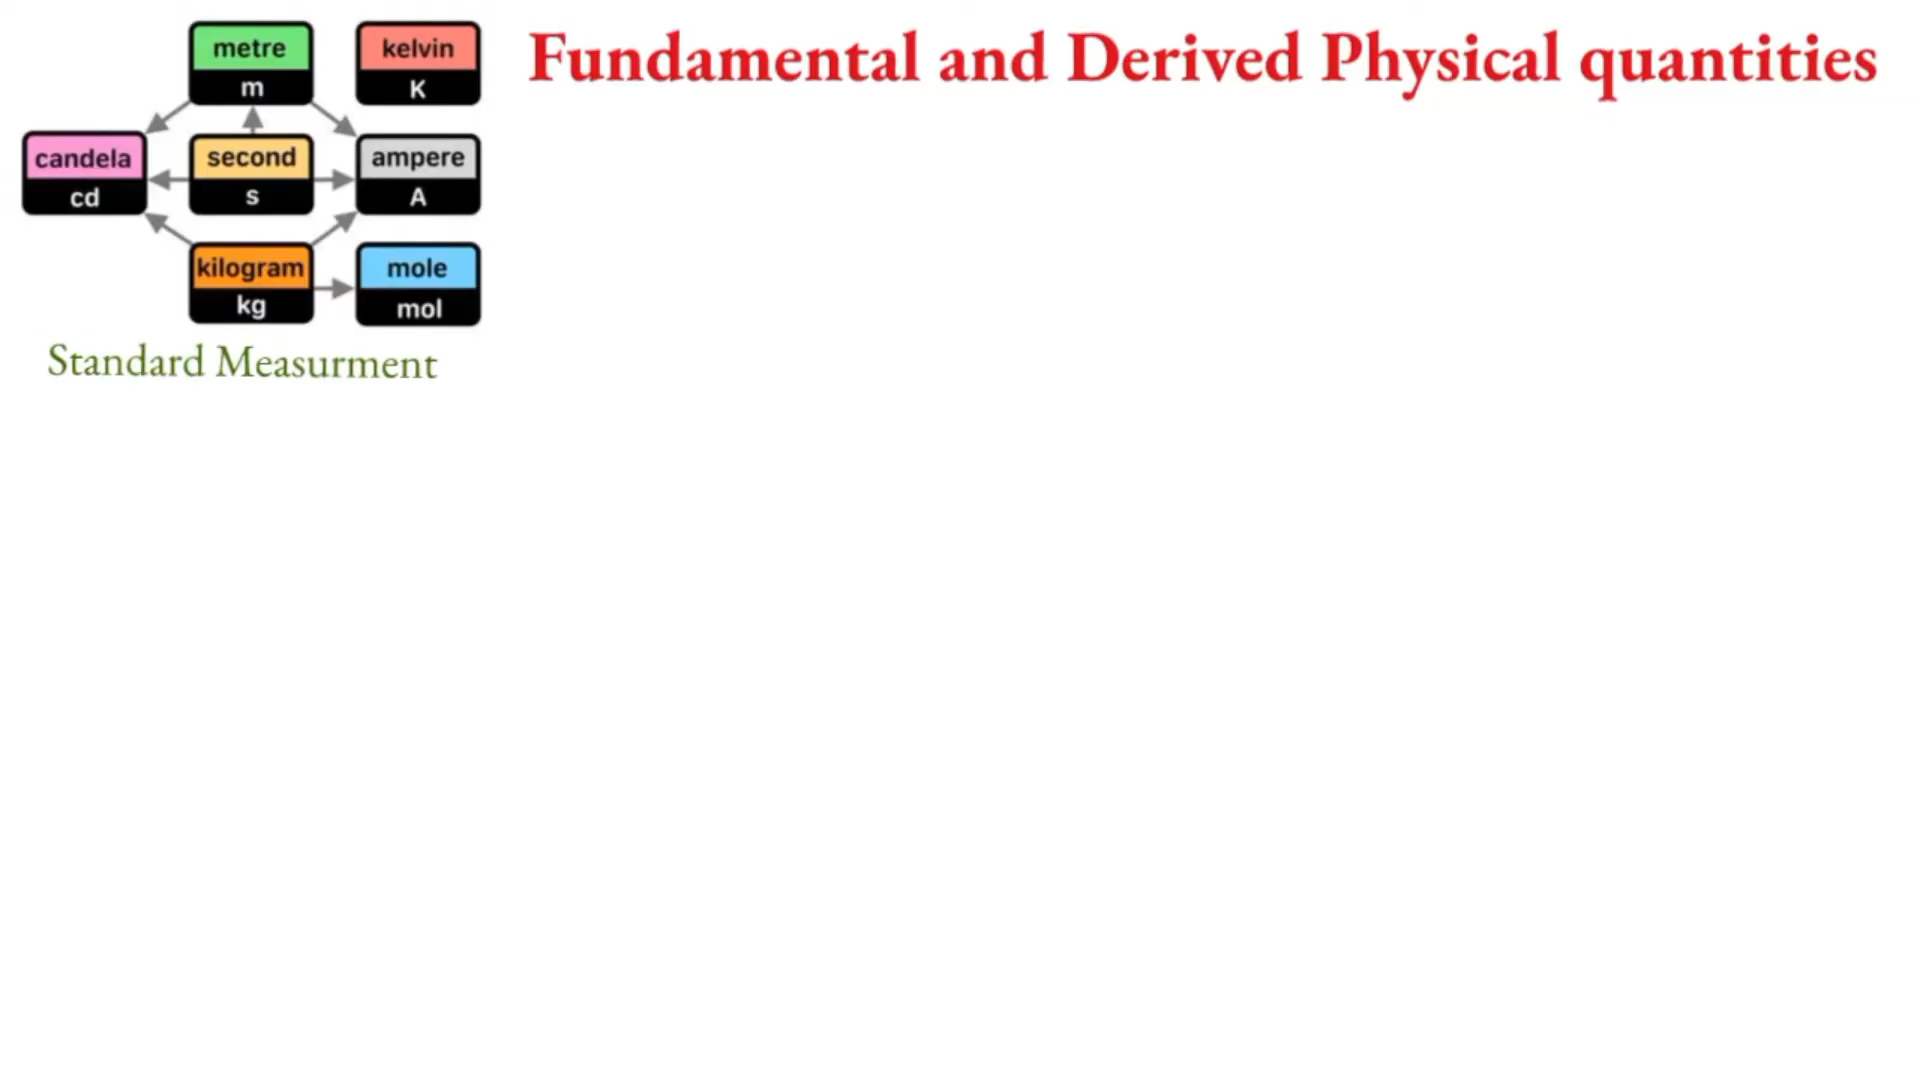 Fundamental and Derived Physical quantities
metre
m
kelvin
K
candela
cd
second
s
ampere
A
kilogram
kg
mole
mol
Standard Measurment